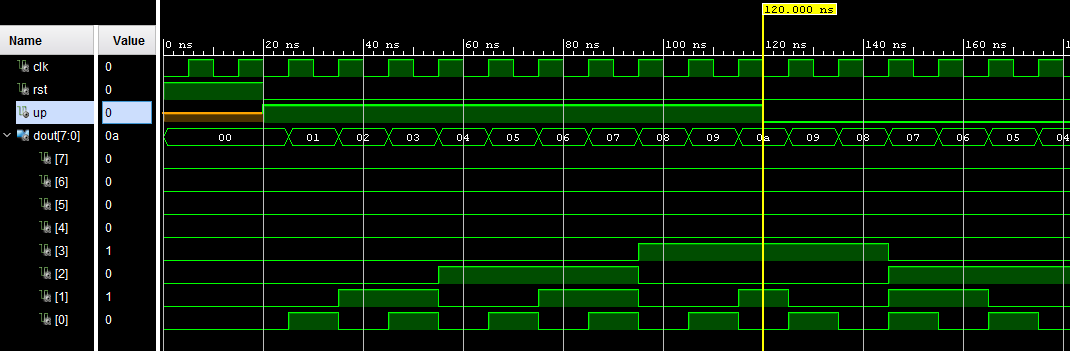 120.000 ns
Name Value
0 ns 20 ns 40 ns 60 ns 80 ns 100 ns 120 ns 140 ns 160 ns 1
clk 0
rst 0
up 0
dout[7:0] 0a 00 01 02 03 04 05 06 07 08 09 0a 09 08 07 06 05 04
[7] 0
[6] 0
[5] 0
[4] 0
[3] 1
[2] 0
[1] 1
[0] 0